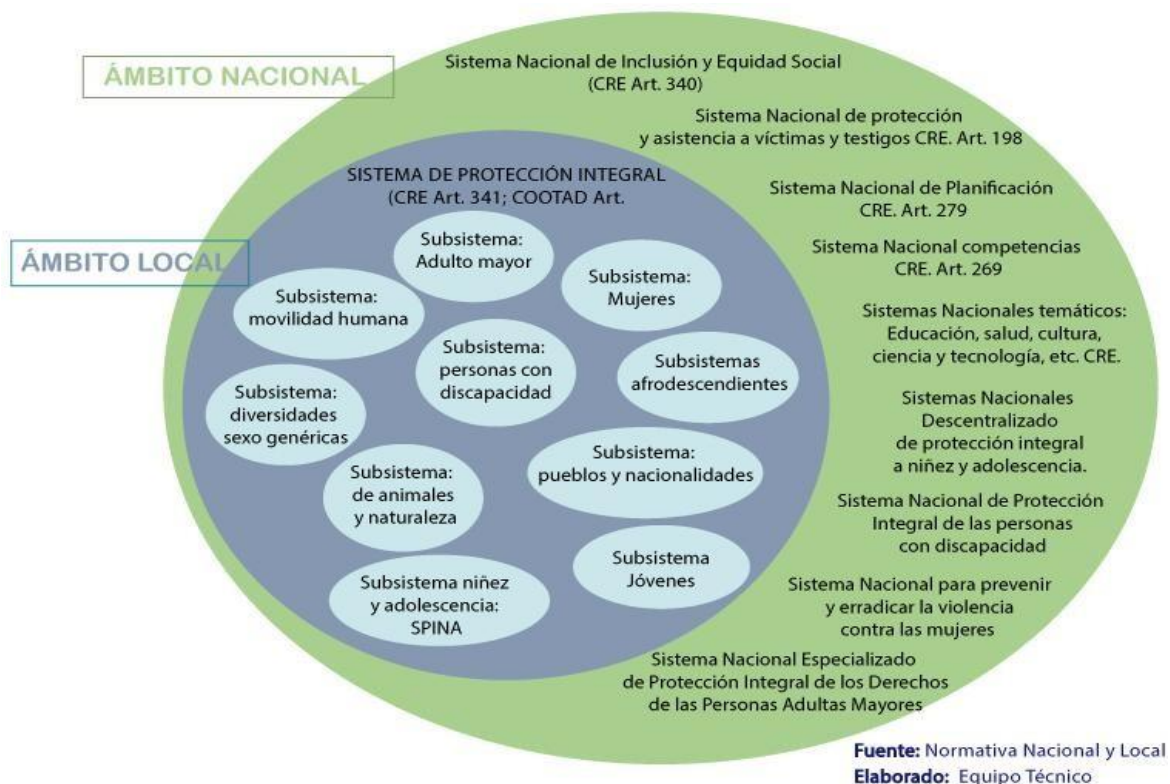 ÁMBITO NACIONAL
Sistema Nacional de Inclusión y Equidad Social
(CRE Art. 340)
Sistema Nacional de protección
y asistencia a víctimas y testigos CRE. Art. 198
SISTEMA DE PROTECCIÓN INTEGRAL
(CRE Art. 341; COOTAD Art.
Sistema Nacional de Planificación
CRE. Art. 279
ÁMBITO LOCAL
Subsistema:
Adulto mayor
Sistema Nacional competencias
CRE. Art. 269
Subsistema:
movilidad humana
Subsistema:
Mujeres
Sistemas Nacionales temáticos:
Educación, salud, cultura,
ciencia y tecnología, etc. CRE.
Subsistema:
personas con
discapacidad
Subsistemas
afrodescendientes
Subsistema:
diversidades
sexo genéricas
Sistemas Nacionales
Descentralizado
de protección integral
a niñez y adolescencia.
Subsistema:
pueblos y nacionalidades
Subsistema:
de animales
y naturaleza
Sistema Nacional de Protección
Integral de las personas
con discapacidad
Subsistema
Jóvenes
Subsistema niñez
y adolescencia:
SPINA
Sistema Nacional para prevenir
y erradicar la violencia
contra las mujeres
Sistema Nacional Especializado
de Protección Integral de los Derechos
de las Personas Adultas Mayores
Fuente: Normativa Nacional y Local
Elaborado: Equipo Técnico